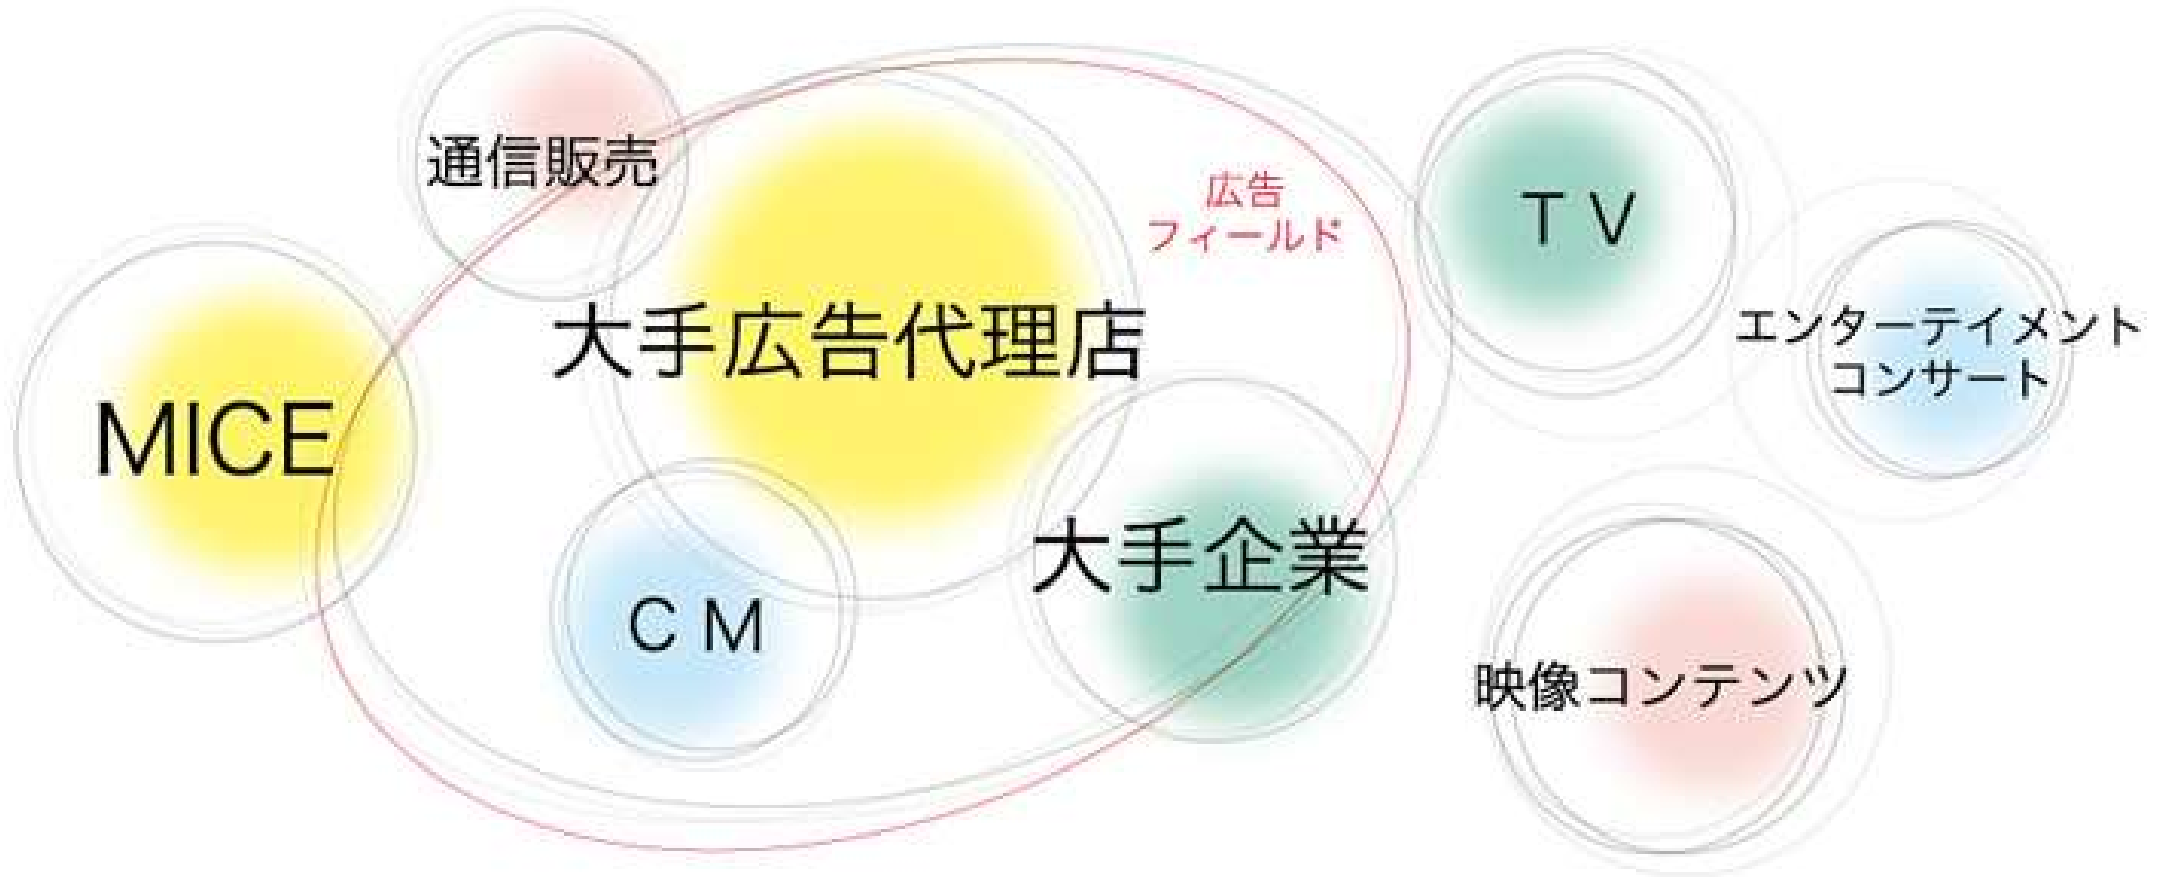 通信販売
広告
フィールド
TV
大手広告代理店
エンターテイメント
コンサート
MICE
大手企業
CM
映像コンテンツ